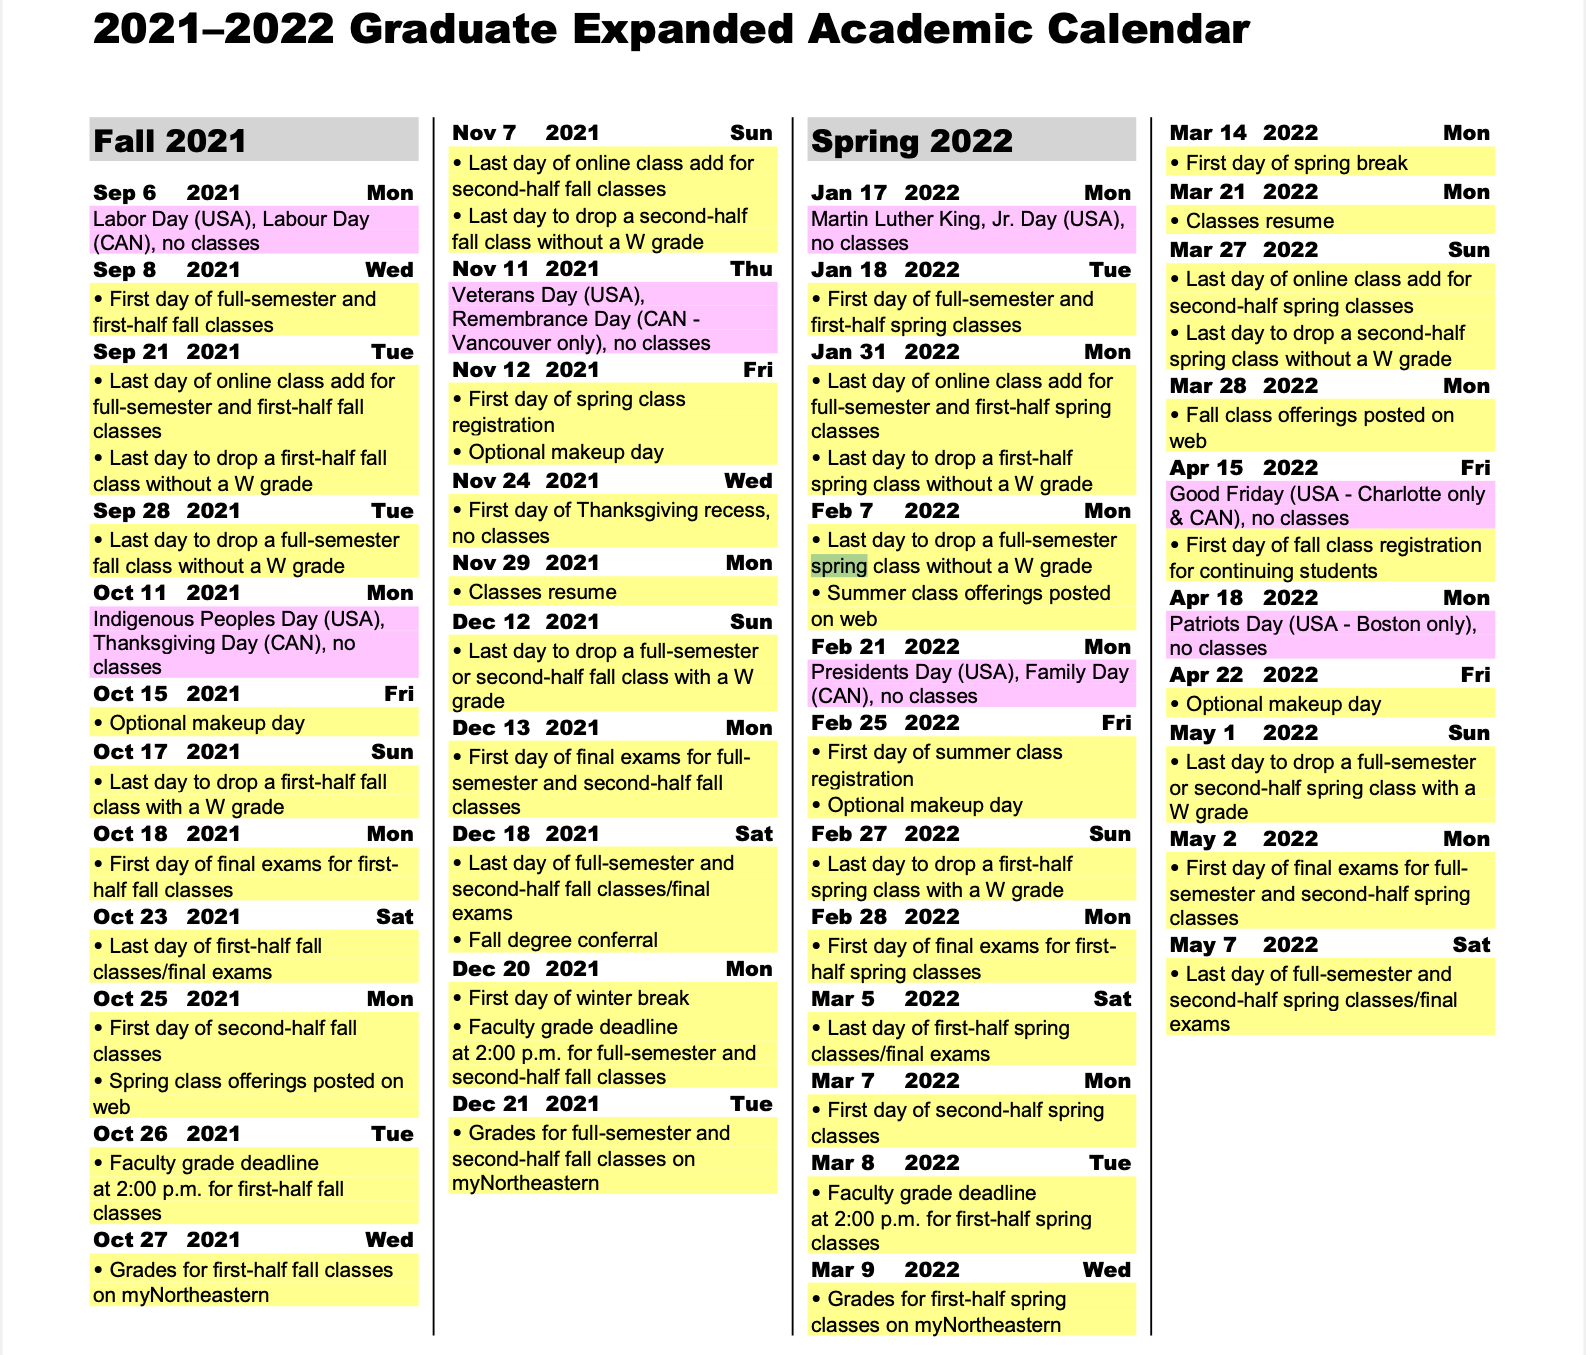 2021–2022 Graduate Expanded Academic Calendar
Fall 2021
Sep 6 2021 Mon
Labor Day (USA), Labour Day
(CAN), no classes
Sep 8 2021 Wed
• First day of full-semester and
first-half fall classes
Sep 21 2021 Tue
• Last day of online class add for
full-semester and first-half fall
classes
• Last day to drop a first-half fall
class without a W grade
Sep 28 2021 Tue
• Last day to drop a full-semester
fall class without a W grade
Oct 11 2021 Mon
Indigenous Peoples Day (USA),
Thanksgiving Day (CAN), no
classes
Oct 15 2021 Fri
• Optional makeup day
Oct 17 2021 Sun
• Last day to drop a first-half fall
class with a W grade
Oct 18 2021 Mon
• First day of final exams for first-
half fall classes
Oct 23 2021 Sat
• Last day of first-half fall
classes/final exams
Oct 25 2021 Mon
• First day of second-half fall
classes
• Spring class offerings posted on
web
Oct 26 2021 Tue
• Faculty grade deadline
at 2:00 p.m. for first-half fall
classes
Oct 27 2021 Wed
• Grades for first-half fall classes
on myNortheastern
Nov 7 2021 Sun
• Last day of online class add for
second-half fall classes
• Last day to drop a second-half
fall class without a W grade
Nov 11 2021 Thu
Veterans Day (USA),
Remembrance Day (CAN -
Vancouver only), no classes
Nov 12 2021 Fri
• First day of spring class
registration
• Optional makeup day
Nov 24 2021 Wed
• First day of Thanksgiving recess,
no classes
Nov 29 2021 Mon
• Classes resume
Dec 12 2021 Sun
• Last day to drop a full-semester
or second-half fall class with a W
grade
Dec 13 2021 Mon
• First day of final exams for full-
semester and second-half fall
classes
Dec 18 2021 Sat
• Last day of full-semester and
second-half fall classes/final
exams
• Fall degree conferral
Dec 20 2021 Mon
• First day of winter break
• Faculty grade deadline
at 2:00 p.m. for full-semester and
second-half fall classes
Dec 21 2021 Tue
• Grades for full-semester and
second-half fall classes on
myNortheastern
Spring 2022
Jan 17 2022 Mon
Martin Luther King, Jr. Day (USA),
no classes
Jan 18 2022 Tue
• First day of full-semester and
first-half spring classes
Jan 31 2022 Mon
• Last day of online class add for
full-semester and first-half spring
classes
• Last day to drop a first-half
spring class without a W grade
Feb 7 2022 Mon
• Last day to drop a full-semester
spring class without a W grade
• Summer class offerings posted
on web
Feb 21 2022 Mon
Presidents Day (USA), Family Day
(CAN), no classes
Feb 25 2022 Fri
• First day of summer class
registration
• Optional makeup day
Feb 27 2022 Sun
• Last day to drop a first-half
spring class with a W grade
Feb 28 2022 Mon
• First day of final exams for first-
half spring classes
Mar 5 2022 Sat
• Last day of first-half spring
classes/final exams
Mar 7 2022 Mon
• First day of second-half spring
classes
Mar 8 2022 Tue
• Faculty grade deadline
at 2:00 p.m. for first-half spring
classes
Mar 9 2022 Wed
• Grades for first-half spring
classes on myNortheastern
Mar 14 2022 Mon
• First day of spring break
Mar 21 2022 Mon
• Classes resume
Mar 27 2022 Sun
• Last day of online class add for
second-half spring classes
• Last day to drop a second-half
spring class without a W grade
Mar 28 2022 Mon
• Fall class offerings posted on
web
Apr 15 2022 Fri
Good Friday (USA - Charlotte only
& CAN), no classes
• First day of fall class registration
for continuing students
Apr 18 2022 Mon
Patriots Day (USA - Boston only),
no classes
Apr 22 2022 Fri
• Optional makeup day
May 1 2022 Sun
• Last day to drop a full-semester
or second-half spring class with a
W grade
May 2 2022 Mon
• First day of final exams for full-
semester and second-half spring
classes
May 7 2022 Sat
• Last day of full-semester and
second-half spring classes/final
exams